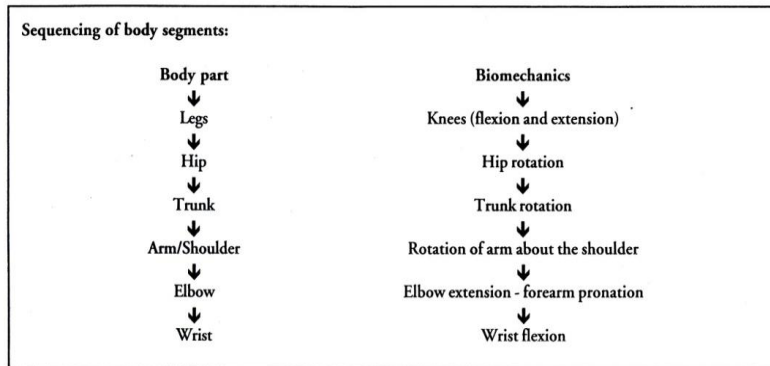 Sequencing of body segments:
Body part Biomechanics
Legs Knees (flexion and extension)
Hip Hip rotation
Trunk Trunk rotation
Arm/Shoulder Rotation of arm about the shoulder
Elbow Elbow extension - forearm pronation
Wrist Wrist flexion